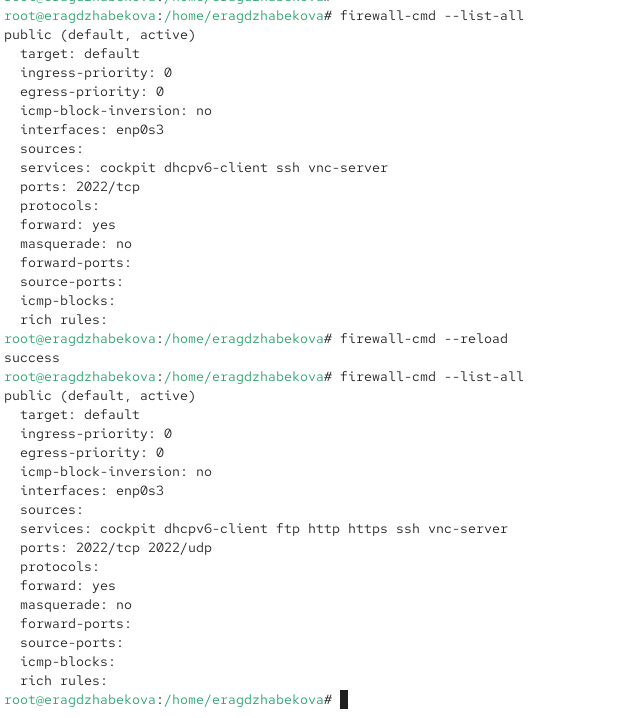 root@eragdzhabekova:/home/eragdzhabekova# firewall-cmd --list-all
public (default, active)
  target: default
  ingress-priority: 0
  egress-priority: 0
  icmp-block-inversion: no
  interfaces: enp0s3
  sources:
  services: cockpit dhcpv6-client ssh vnc-server
  ports: 2022/tcp
  protocols:
  forward: yes
  masquerade: no
  forward-ports:
  source-ports:
  icmp-blocks:
  rich rules:
root@eragdzhabekova:/home/eragdzhabekova# firewall-cmd --reload
success
root@eragdzhabekova:/home/eragdzhabekova# firewall-cmd --list-all
public (default, active)
  target: default
  ingress-priority: 0
  egress-priority: 0
  icmp-block-inversion: no
  interfaces: enp0s3
  sources:
  services: cockpit dhcpv6-client ftp http https ssh vnc-server
  ports: 2022/tcp 2022/udp
  protocols:
  forward: yes
  masquerade: no
  forward-ports:
  source-ports:
  icmp-blocks:
  rich rules:
root@eragdzhabekova:/home/eragdzhabekova#